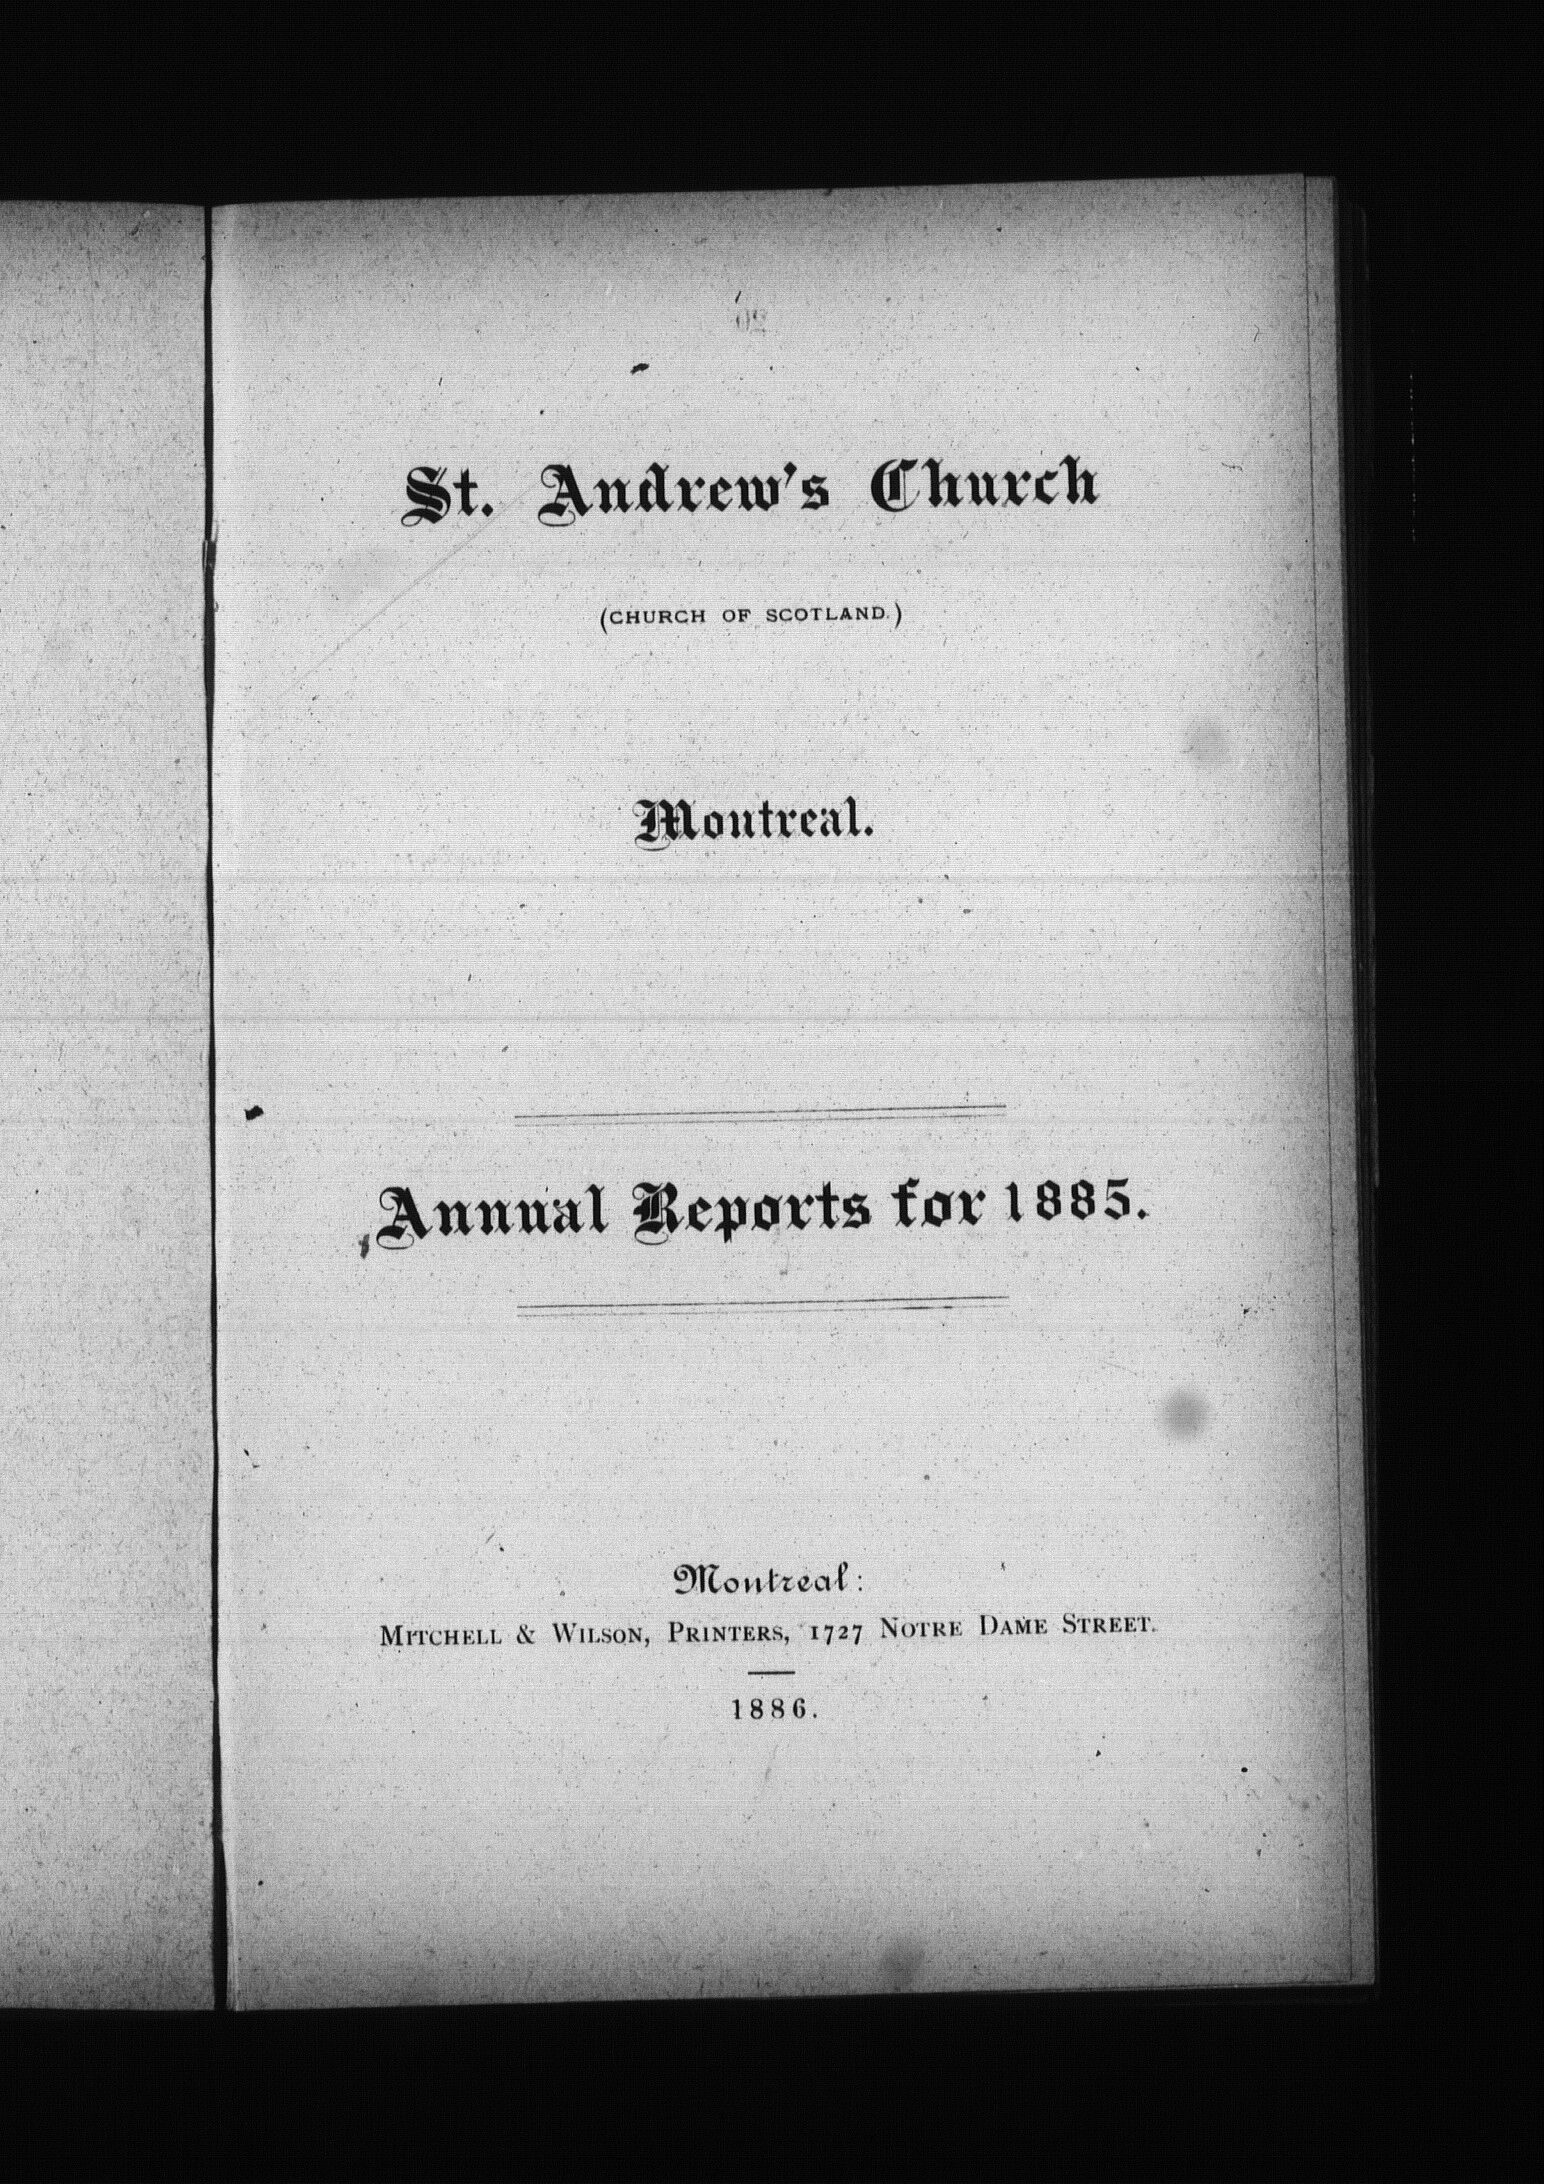 St. Andrew's Church
(CHURCH OF SCOTLAND.)
Montreal.
Annual Reports for 1885.
Montreal:
MITCHELL & WILSON, PRINTERS, 1727 NOTRE DAME STREET.
1886.